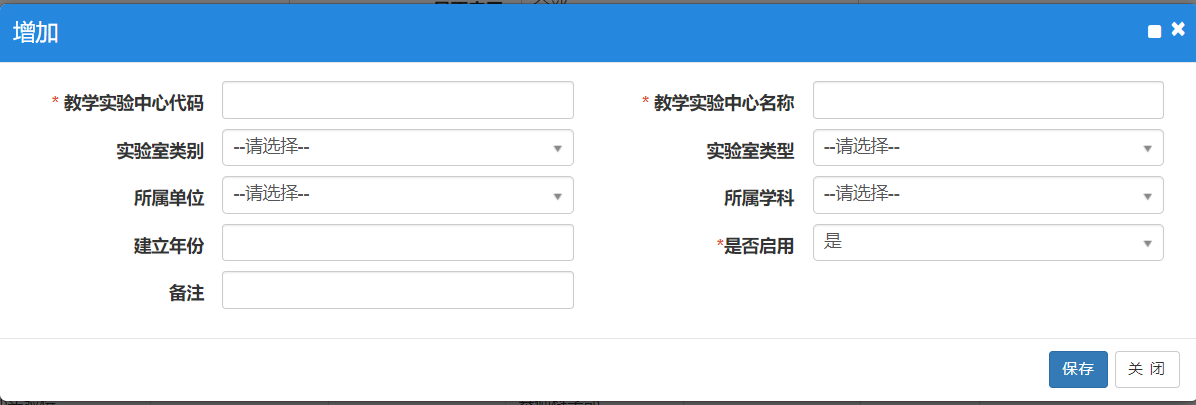 增加
* 教学实验中心代码
* 教学实验中心名称
实验室类别 --请选择--
实验室类型 --请选择--
所属单位 --请选择--
所属学科 --请选择--
建立年份
*是否启用 是
备注
保存 关 闭